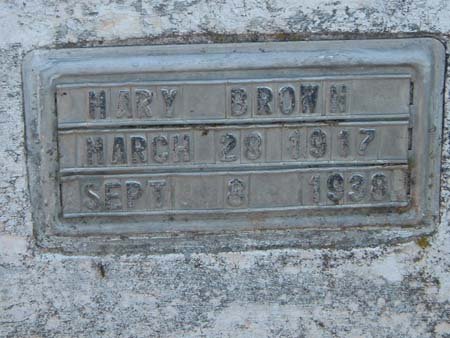 MARY BROWN
MARCH 28 1917
SEPT 8 1938